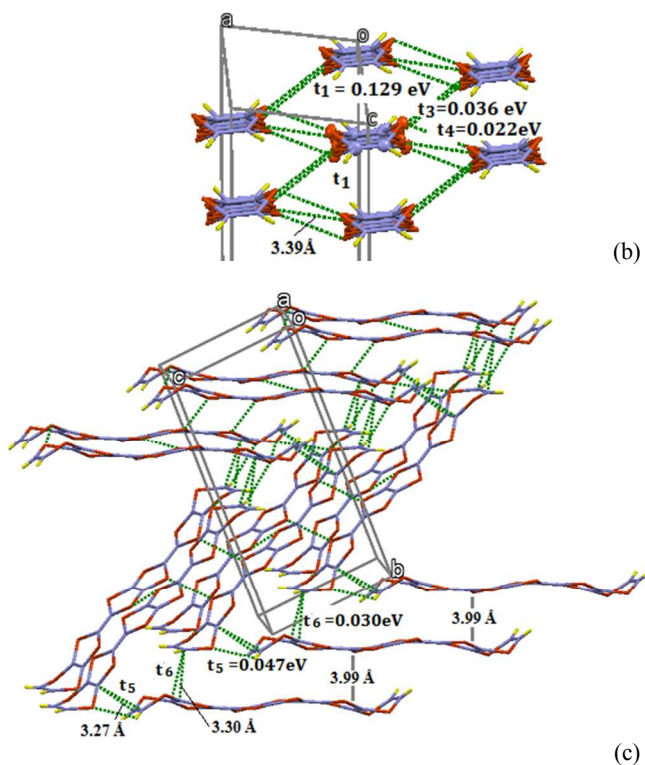 a
o
t1 = 0.129 eV
t3=0.036 eV
c
t4=0.022eV
t1
3.39Å
(b)
a
o
c
b
t6=0.030eV
3.99 Å
t6
t5=0.047eV
3.99 Å
t5
3.27 Å
3.30 Å
(c)